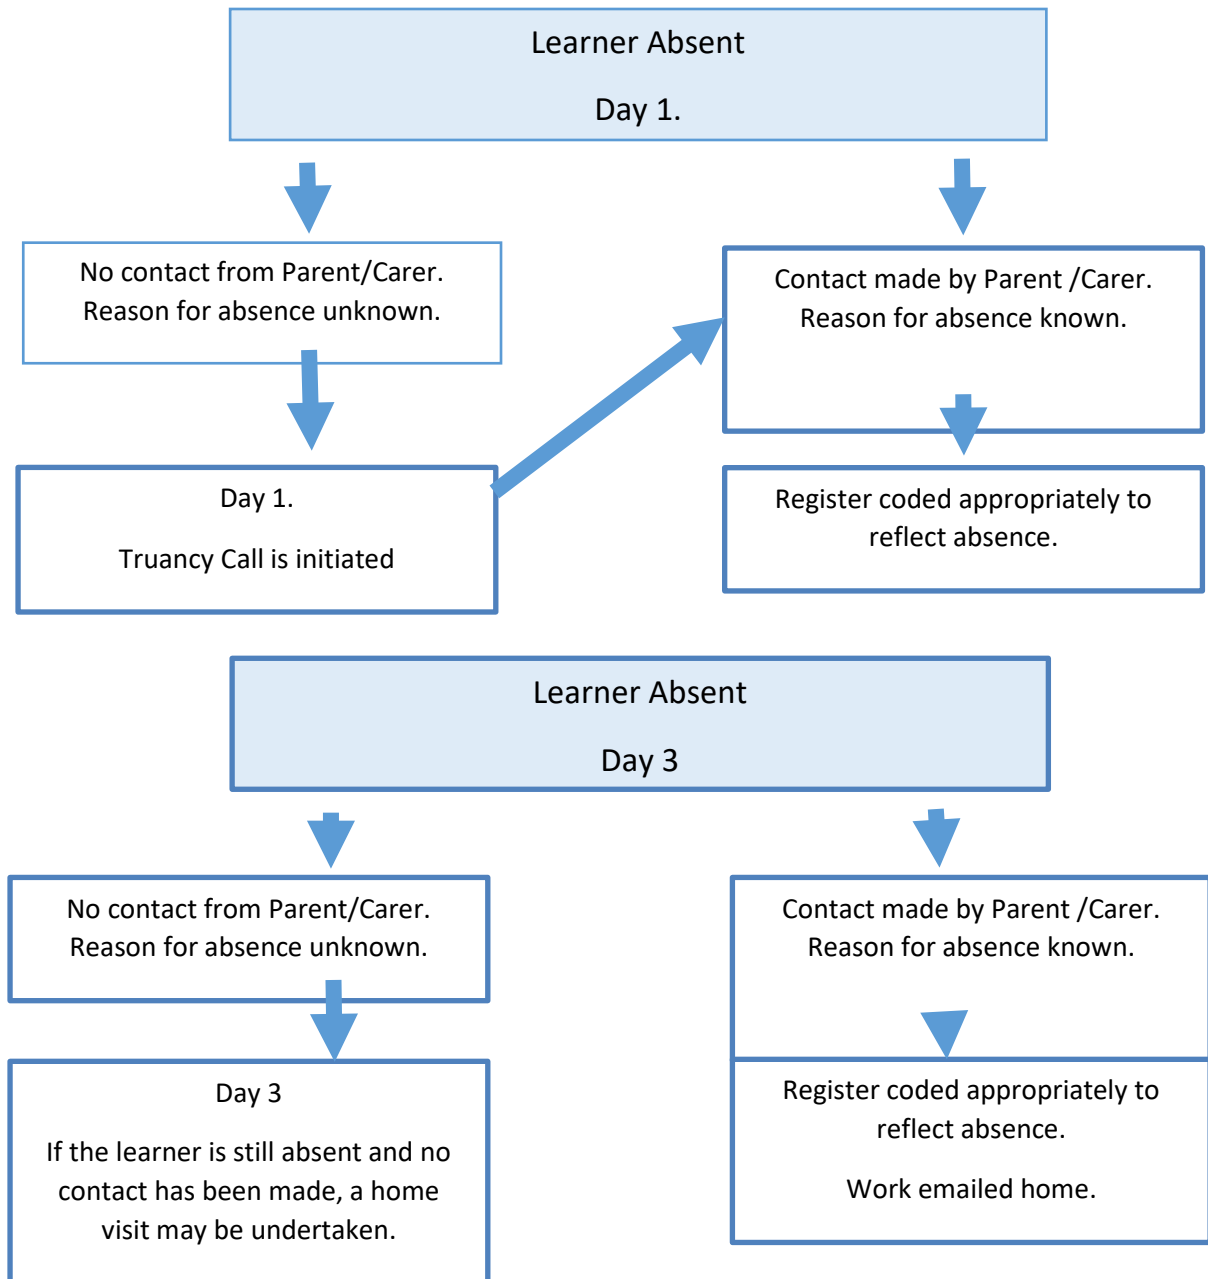 Learner Absent
Day 1.
No contact from Parent/Carer.
Reason for absence unknown.
Contact made by Parent /Carer.
Reason for absence known.
Day 1.
Truancy Call is initiated
Register coded appropriately to
reflect absence.
Learner Absent
Day 3
No contact from Parent/Carer.
Reason for absence unknown.
Contact made by Parent /Carer.
Reason for absence known.
Day 3
If the learner is still absent and no
contact has been made, a home
visit may be undertaken.
Register coded appropriately to
reflect absence.
Work emailed home.